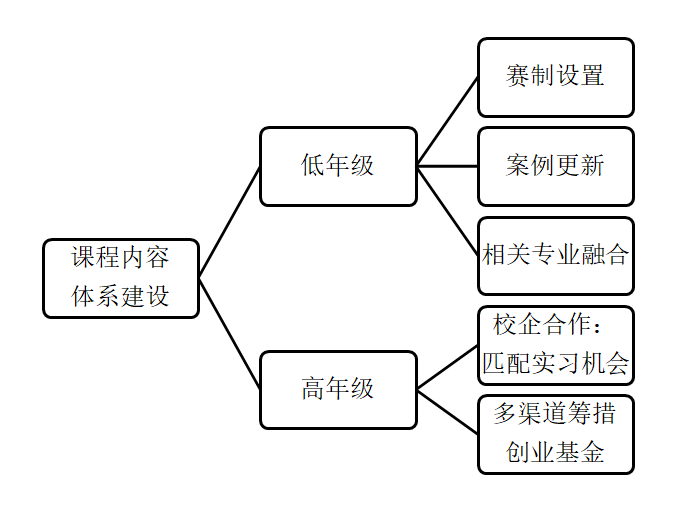 课程内容
体系建设
低年级
赛制设置
案例更新
相关专业融合
高年级
校企合作：
匹配实习机会
多渠道筹措
创业基金